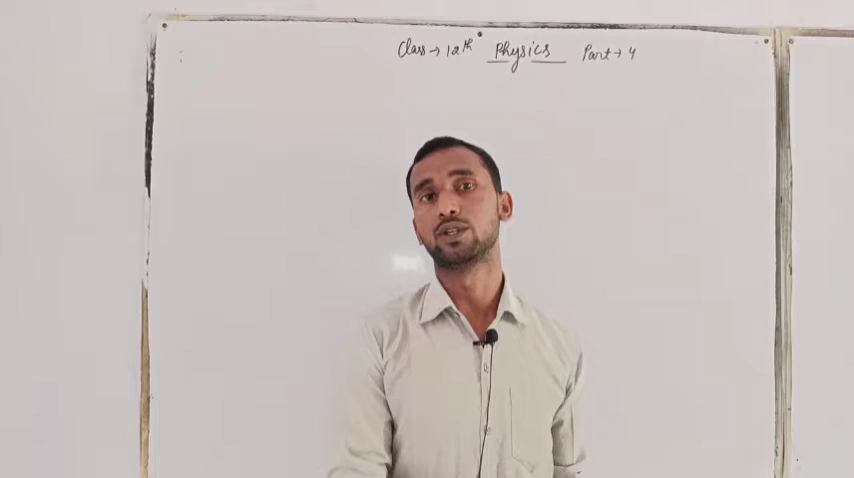 Class → 12th Physics Part → 4